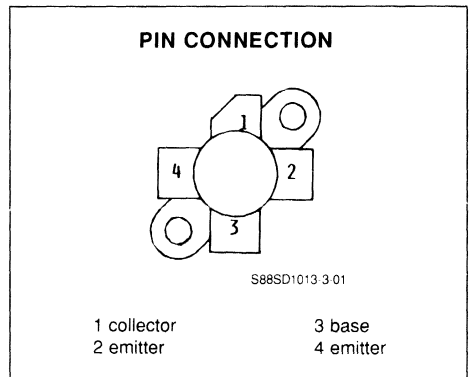 PIN CONNECTION
1
4
2
3
S88SD1013-3-01
1 collector
3 base
2 emitter
4 emitter